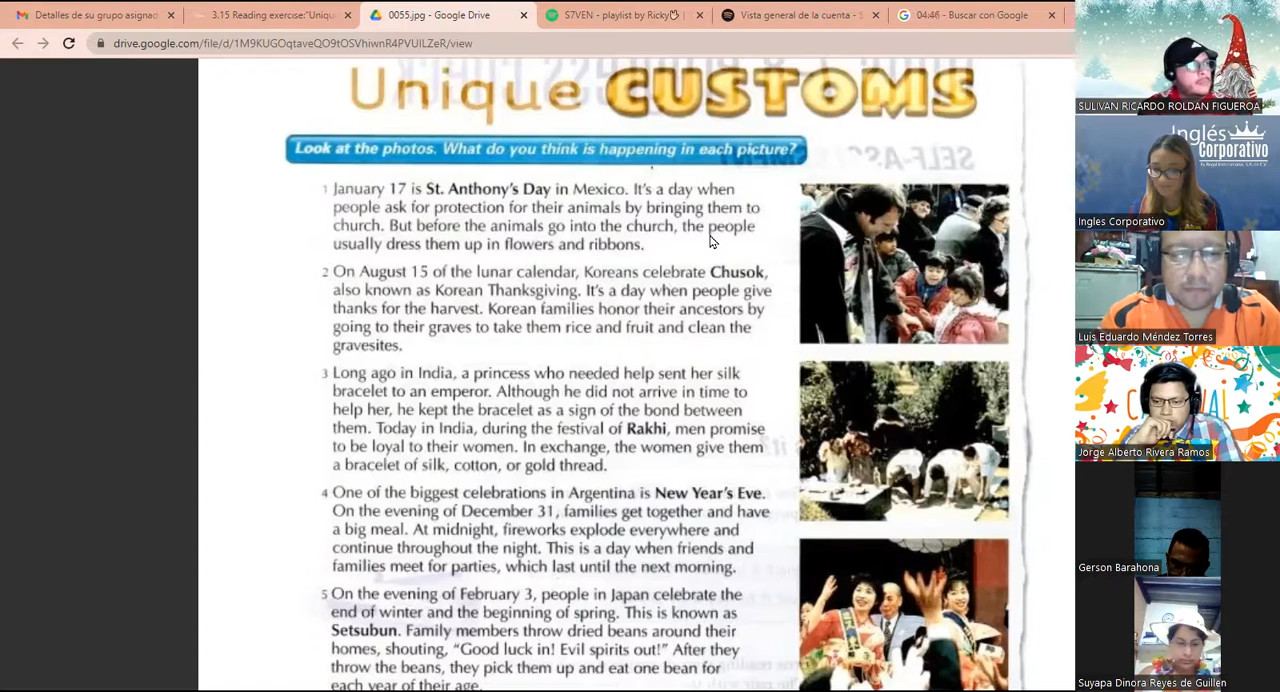 Detalles de su grupo asignad
3.15 Reading exercise:"Uniqu
0055.jpg - Google Drive
S7VEN - playlist by Ricky
Vista general de la cuenta - S
04:46 - Buscar con Google
drive.google.com/file/d/1M9KUGOqtaveQO9tOSVhiwnR4PVUILZeR/view
Unique CUSTOMS
Look at the photos. What do you think is happening in each picture?
SELF-ASSESSMENT
1 January 17 is St. Anthony's Day in Mexico. It's a day when
people ask for protection for their animals by bringing them to
church. But before the animals go into the church, the people
usually dress them up in flowers and ribbons.
2 On August 15 of the lunar calendar, Koreans celebrate Chusok,
also known as Korean Thanksgiving. It's a day when people give
thanks for the harvest. Korean families honor their ancestors by
going to their graves to take them rice and fruit and clean the
gravesites.
3 Long ago in India, a princess who needed help sent her silk
bracelet to an emperor. Although he did not arrive in time to
help her, he kept the bracelet as a sign of the bond between
them. Today in India, during the festival of Rakhi, men promise
to be loyal to their women. In exchange, the women give them
a bracelet of silk, cotton, or gold thread.
4 One of the biggest celebrations in Argentina is New Year's Eve.
On the evening of December 31, families get together and have
a big meal. At midnight, fireworks explode everywhere and
continue throughout the night. This is a day when friends and
families meet for parties, which last until the next morning.
5 On the evening of February 3, people in Japan celebrate the
end of winter and the beginning of spring. This is known as
Setsubun. Family members throw dried beans around their
homes, shouting, "Good luck in! Evil spirits out!" After they
throw the beans, they pick them up and eat one bean for
each year of their age.
SULIVAN RICARDO ROLDAN FIGUEROA
Inglés
Corporativo
Ingles Corporativo
Luis Eduardo Méndez Torres
Jorge Alberto Rivera Ramos
Gerson Barahona
Suyapa Dinora Reyes de Guillen